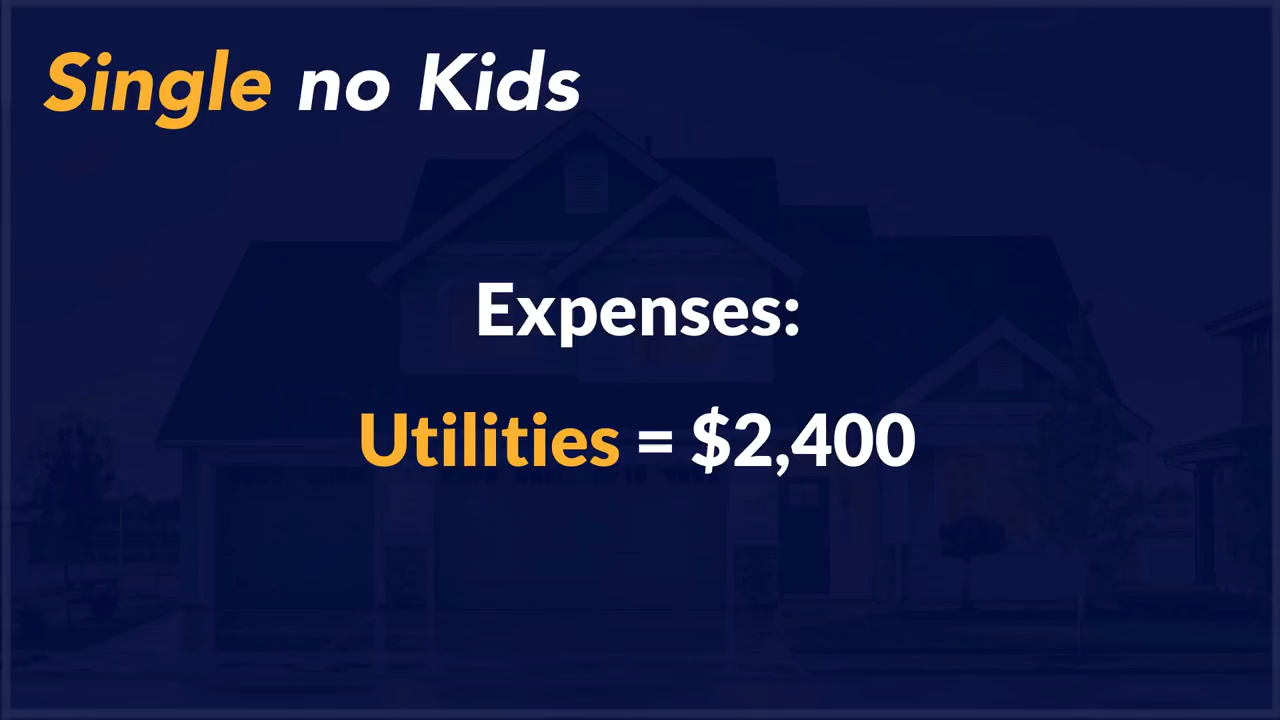 Single no Kids
Expenses:
Utilities = $2,400